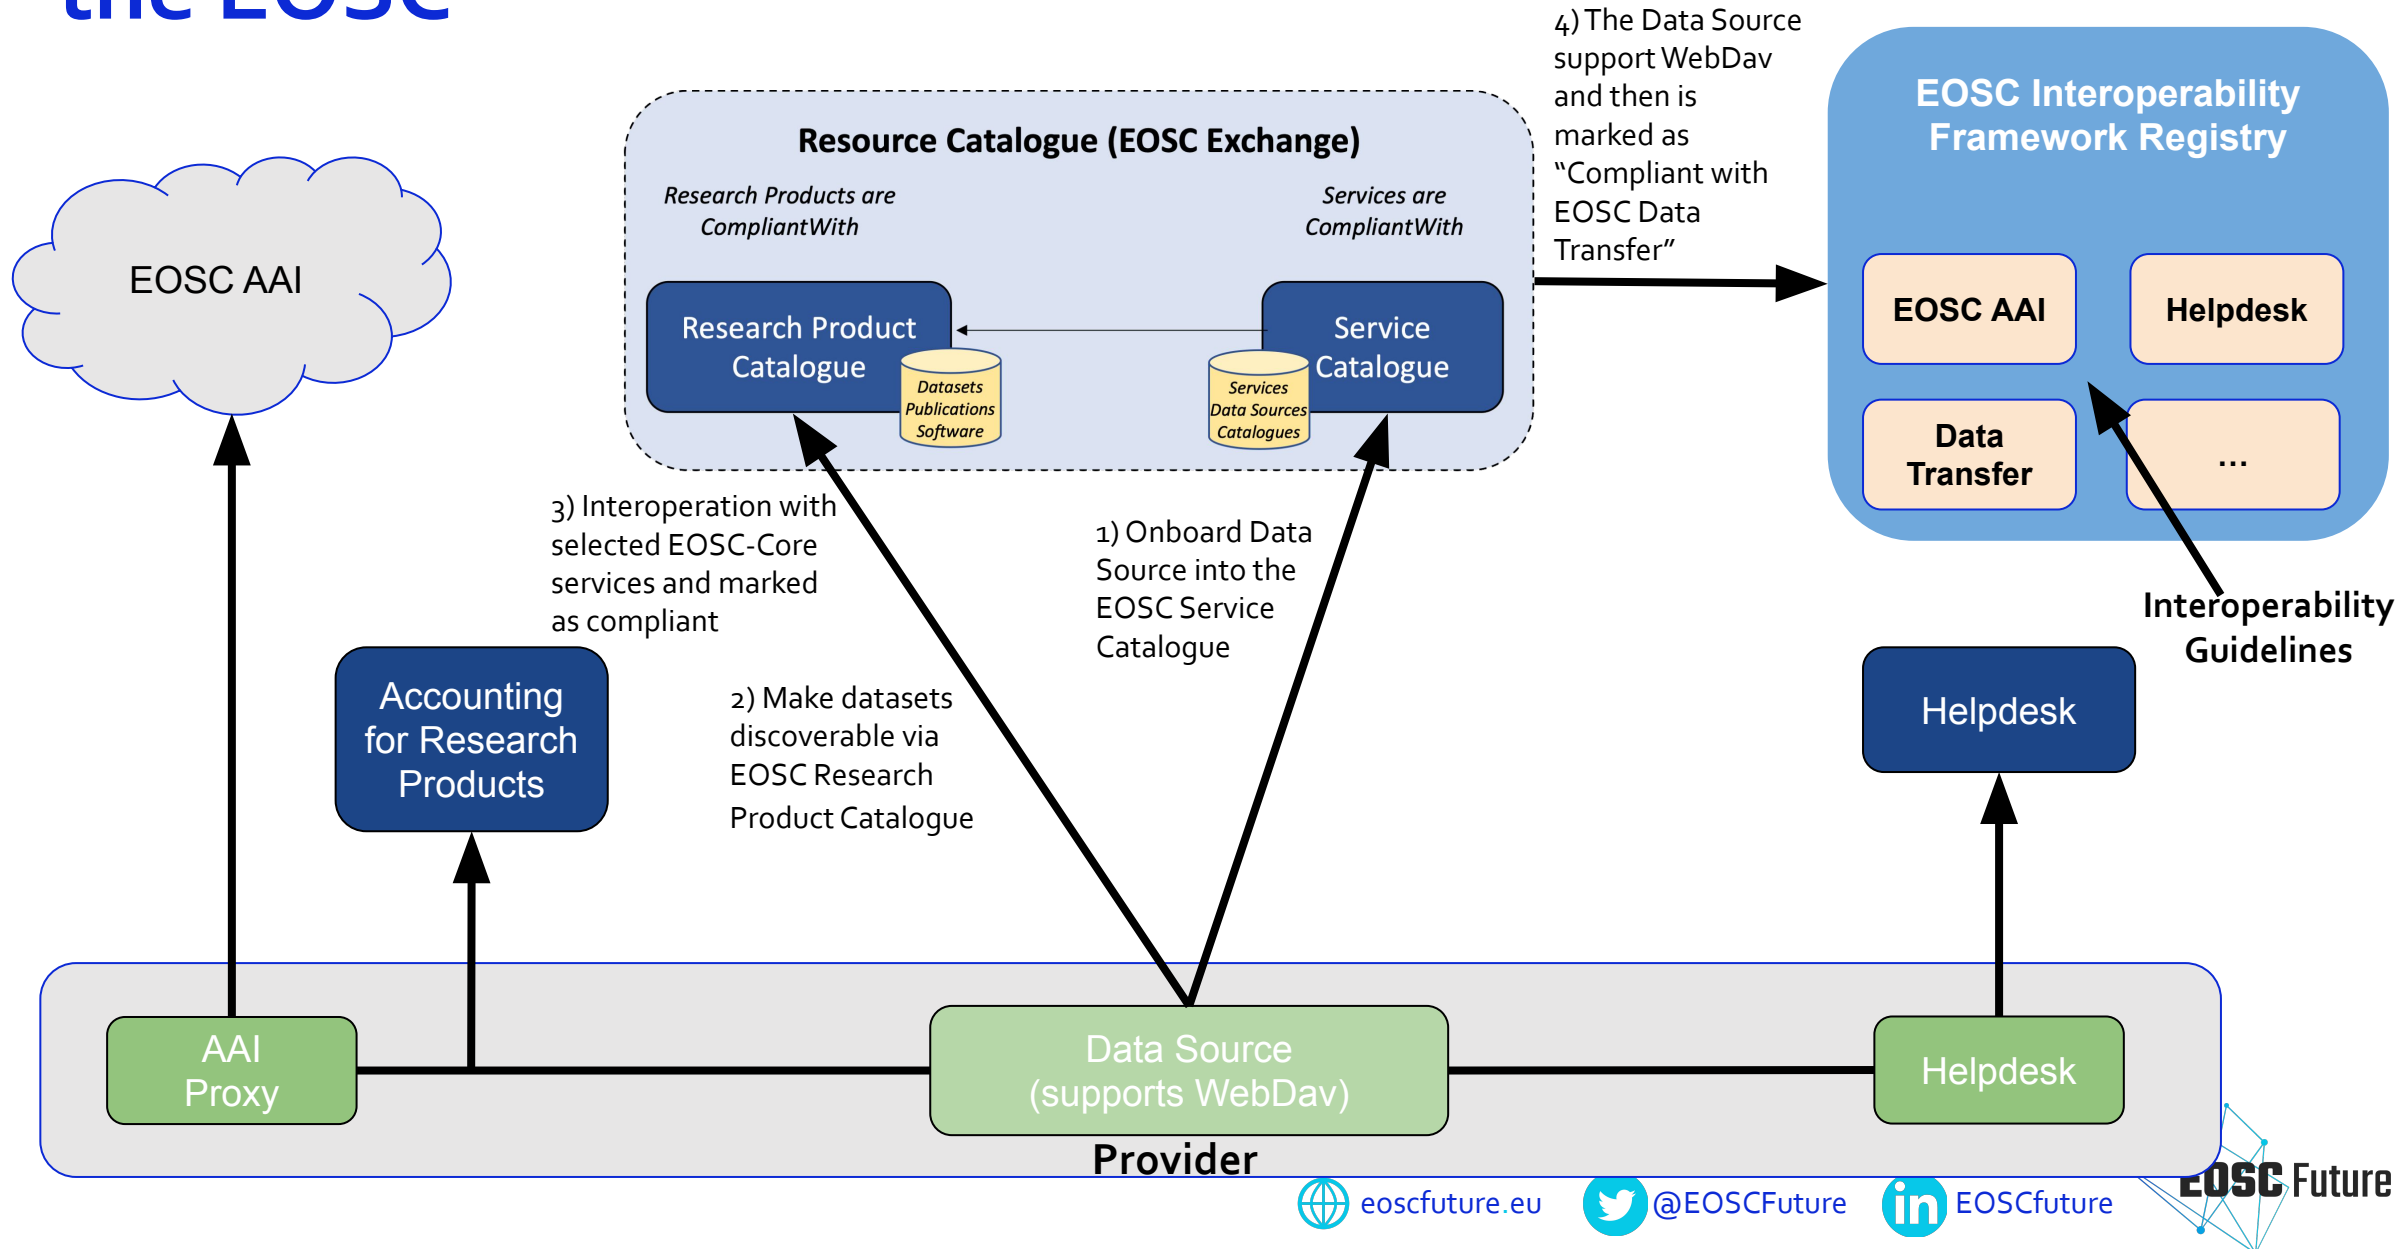 the EOSC
4) The Data Source
support WebDav
and then is
marked as
“Compliant with
EOSC Data
Transfer”
EOSC Interoperability
Framework Registry
EOSC AAI
Helpdesk
Data
Transfer
...
Interoperability
Guidelines
Resource Catalogue (EOSC Exchange)
Research Products are
CompliantWith
Services are
CompliantWith
Research Product
Catalogue
Datasets
Publications
Software
Service
Catalogue
Services
Data Sources
Catalogues
EOSC AAI
3) Interoperation with
selected EOSC-Core
services and marked
as compliant
1) Onboard Data
Source into the
EOSC Service
Catalogue
2) Make datasets
discoverable via
EOSC Research
Product Catalogue
Accounting
for Research
Products
Helpdesk
AAI
Proxy
Data Source
(supports WebDav)
Helpdesk
Provider
eoscfuture.eu
@EOSCFuture
in
EOSCfuture
EOSC Future